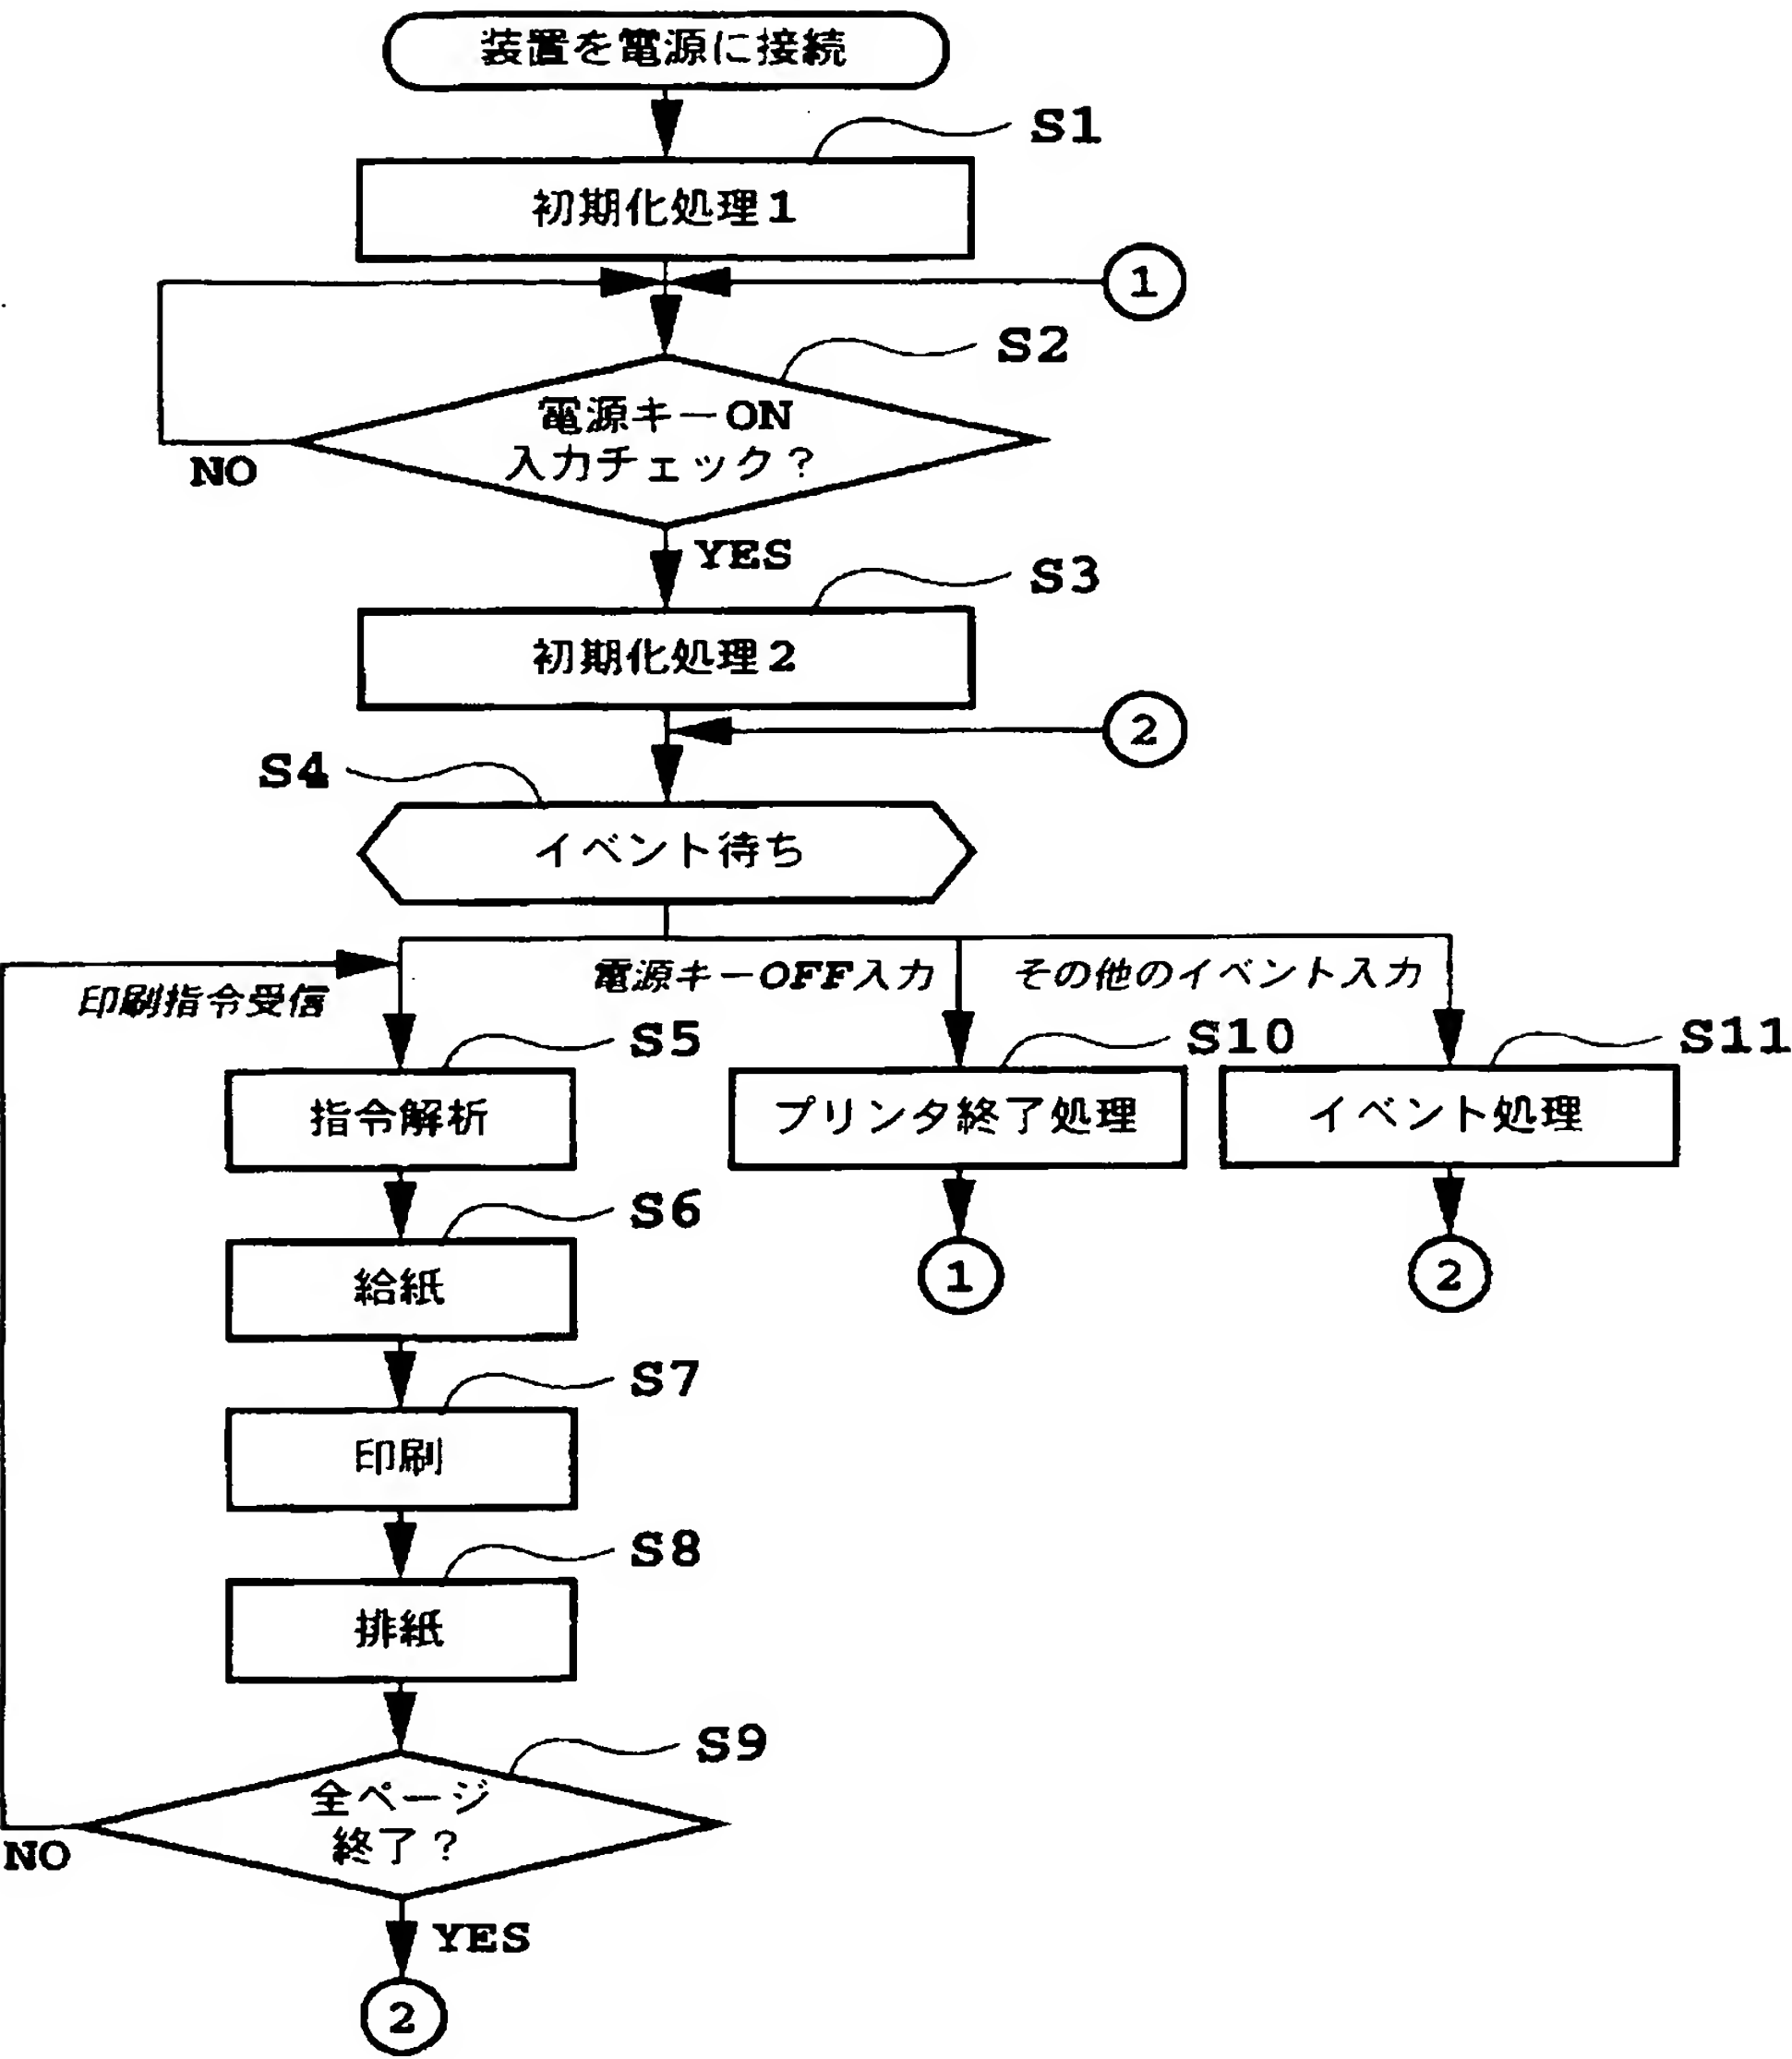 装置を電源に接続
S1
初期化処理1
1
S2
電源キーON
入力チェック?
NO
YES
S3
初期化処理2
2
S4
イベント待ち
印刷指令受信
電源キーOFF入力
その他のイベント入力
S5
S10
S11
指令解析
プリンタ終了処理
イベント処理
S6
給紙
1
2
S7
印刷
S8
排紙
S9
全ページ
終了?
NO
YES
2